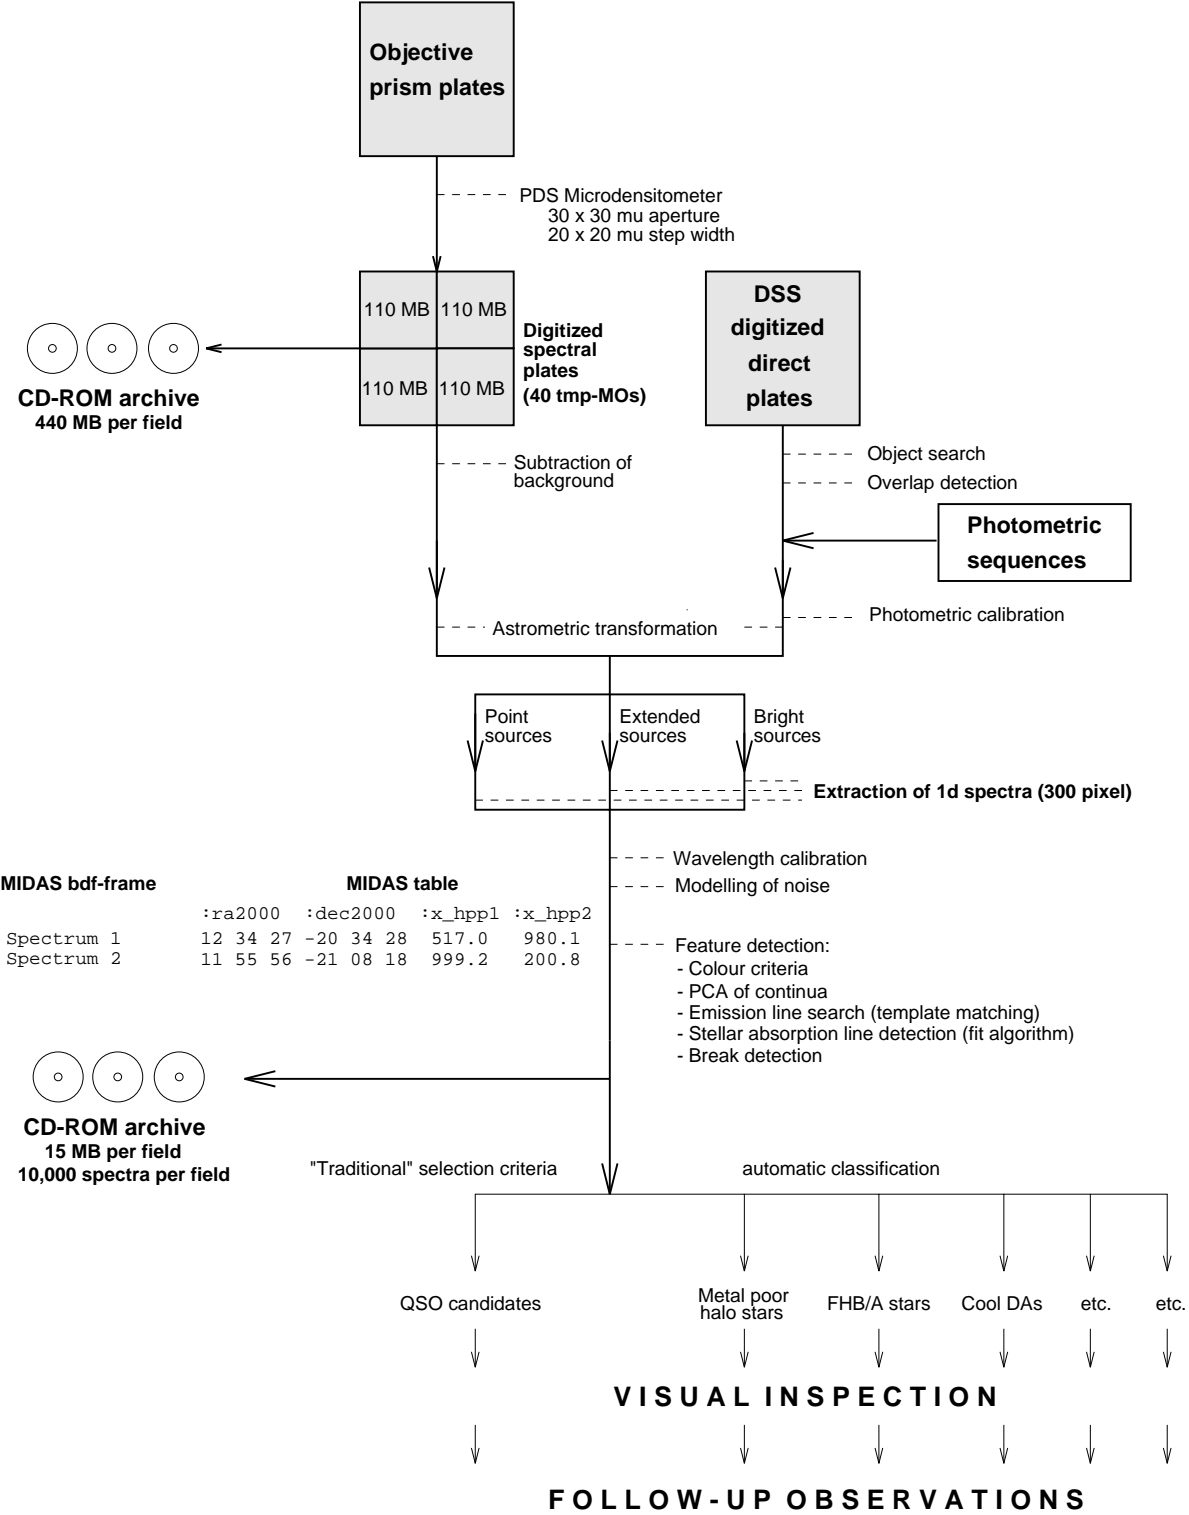 Objective
prism plates
PDS Microdensitometer
30 x 30 mu aperture
20 x 20 mu step width
110 MB 110 MB
110 MB 110 MB
Digitized
spectral
plates
(40 tmp-MOs)
DSS
digitized
direct
plates
CD-ROM archive
440 MB per field
Subtraction of
background
Object search
Overlap detection
Photometric
sequences
Photometric calibration
Astrometric transformation
Point
sources
Extended
sources
Bright
sources
Extraction of 1d spectra (300 pixel)
Wavelength calibration
Modelling of noise
MIDAS bdf-frame MIDAS table
:ra2000 :dec2000 :x_hpp1 :x_hpp2
Spectrum 1 12 34 27 -20 34 28 517.0 980.1
Spectrum 2 11 55 56 -21 08 18 999.2 200.8
Feature detection:
- Colour criteria
- PCA of continua
- Emission line search (template matching)
- Stellar absorption line detection (fit algorithm)
- Break detection
CD-ROM archive
15 MB per field
10,000 spectra per field
"Traditional" selection criteria
automatic classification
QSO candidates
Metal poor
halo stars
FHB/A stars
Cool DAs
etc.
etc.
VISUAL INSPECTION
FOLLOW-UP OBSERVATIONS